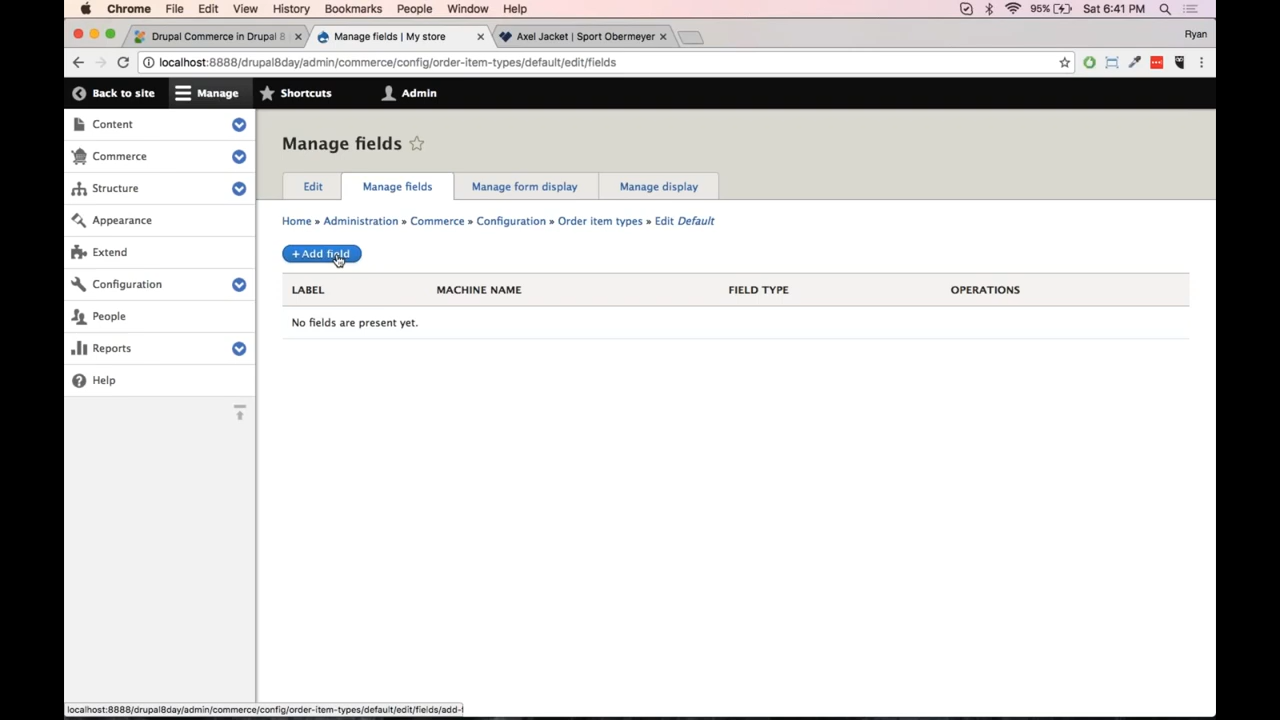 Chrome File Edit View History Bookmarks People Window Help 95% Sat 6:41 PM
Drupal Commerce in Drupal 8 Manage fields | My store Axel Jacket | Sport Obermeyer Ryan
localhost:8888/drupal8day/admin/commerce/config/order-item-types/default/edit/fields
Back to site Manage Shortcuts Admin
Content
Commerce
Structure
Appearance
Extend
Configuration
People
Reports
Help
Manage fields
Edit Manage fields Manage form display Manage display
Home » Administration » Commerce » Configuration » Order item types » Edit Default
+ Add field
LABEL MACHINE NAME FIELD TYPE OPERATIONS
No fields are present yet.
localhost:8888/drupal8day/admin/commerce/config/order-item-types/default/edit/fields/add-